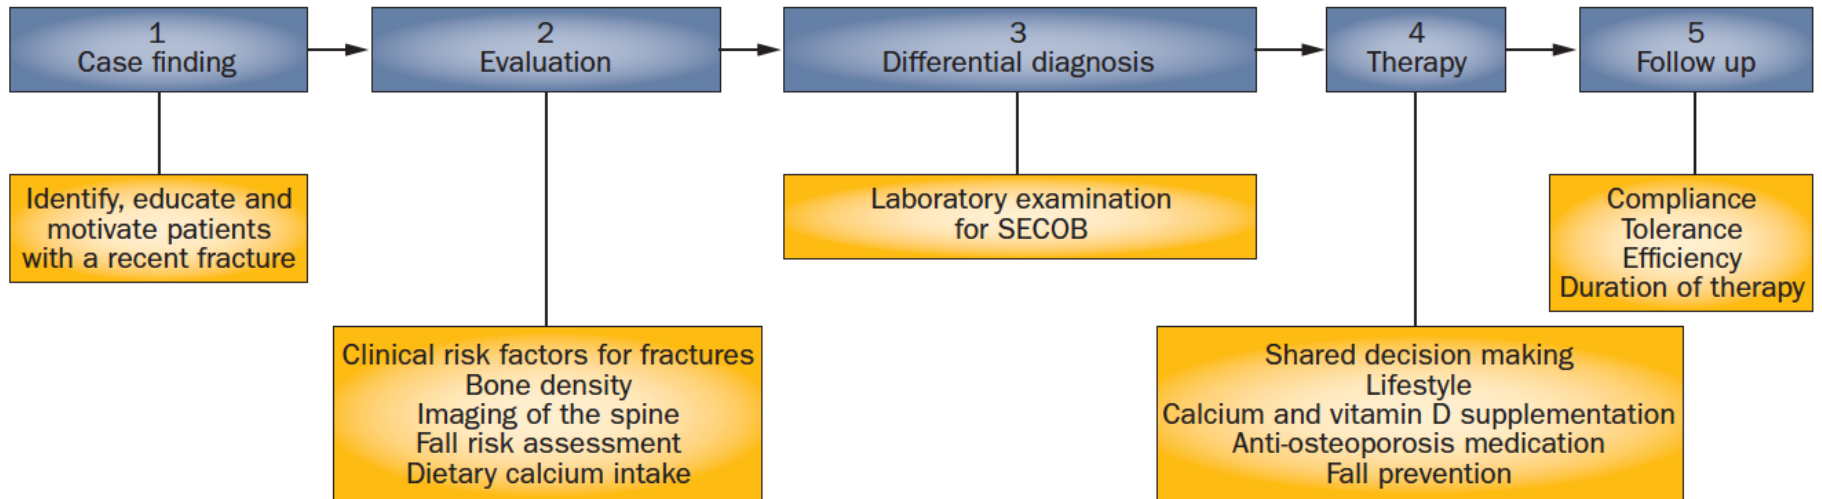 1
Case finding
2
Evaluation
3
Differential diagnosis
4
Therapy
5
Follow up
Identify, educate and
motivate patients
with a recent fracture
Clinical risk factors for fractures
Bone density
Imaging of the spine
Fall risk assessment
Dietary calcium intake
Laboratory examination
for SECOB
Shared decision making
Lifestyle
Calcium and vitamin D supplementation
Anti-osteoporosis medication
Fall prevention
Compliance
Tolerance
Efficiency
Duration of therapy